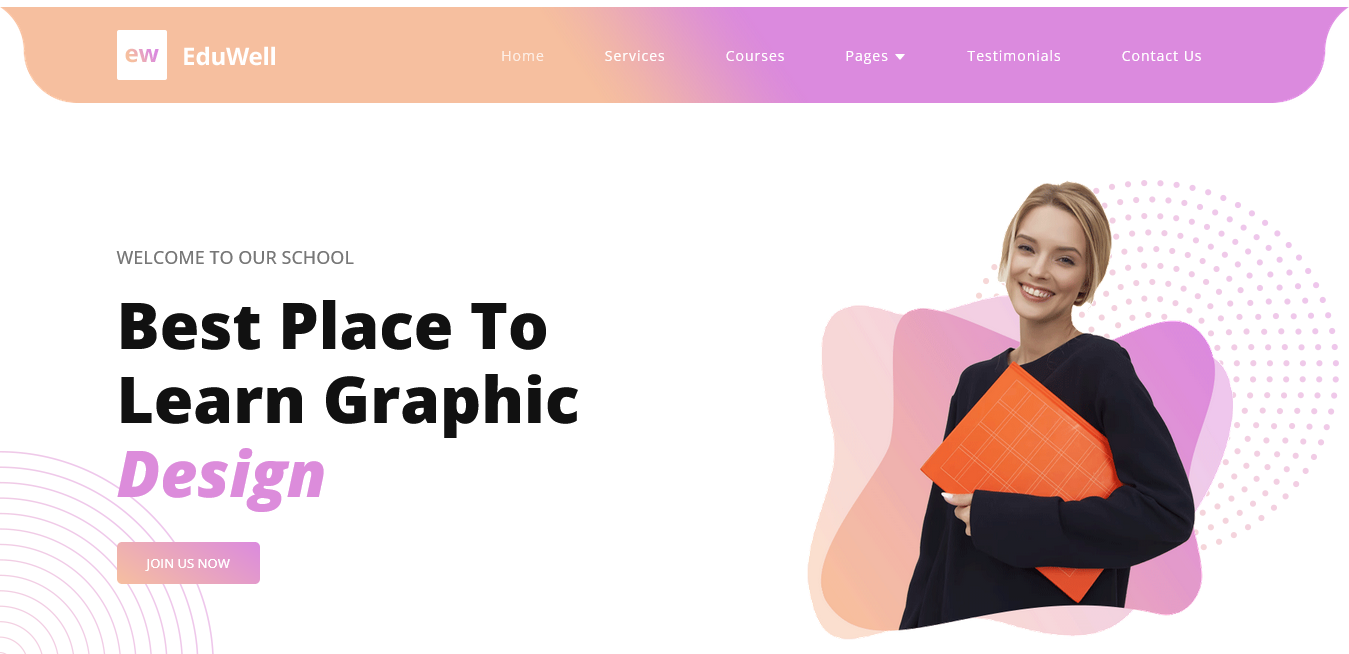 ew EduWell Home Services Courses Pages Testimonials Contact Us
WELCOME TO OUR SCHOOL
Best Place To
Learn Graphic
Design
JOIN US NOW